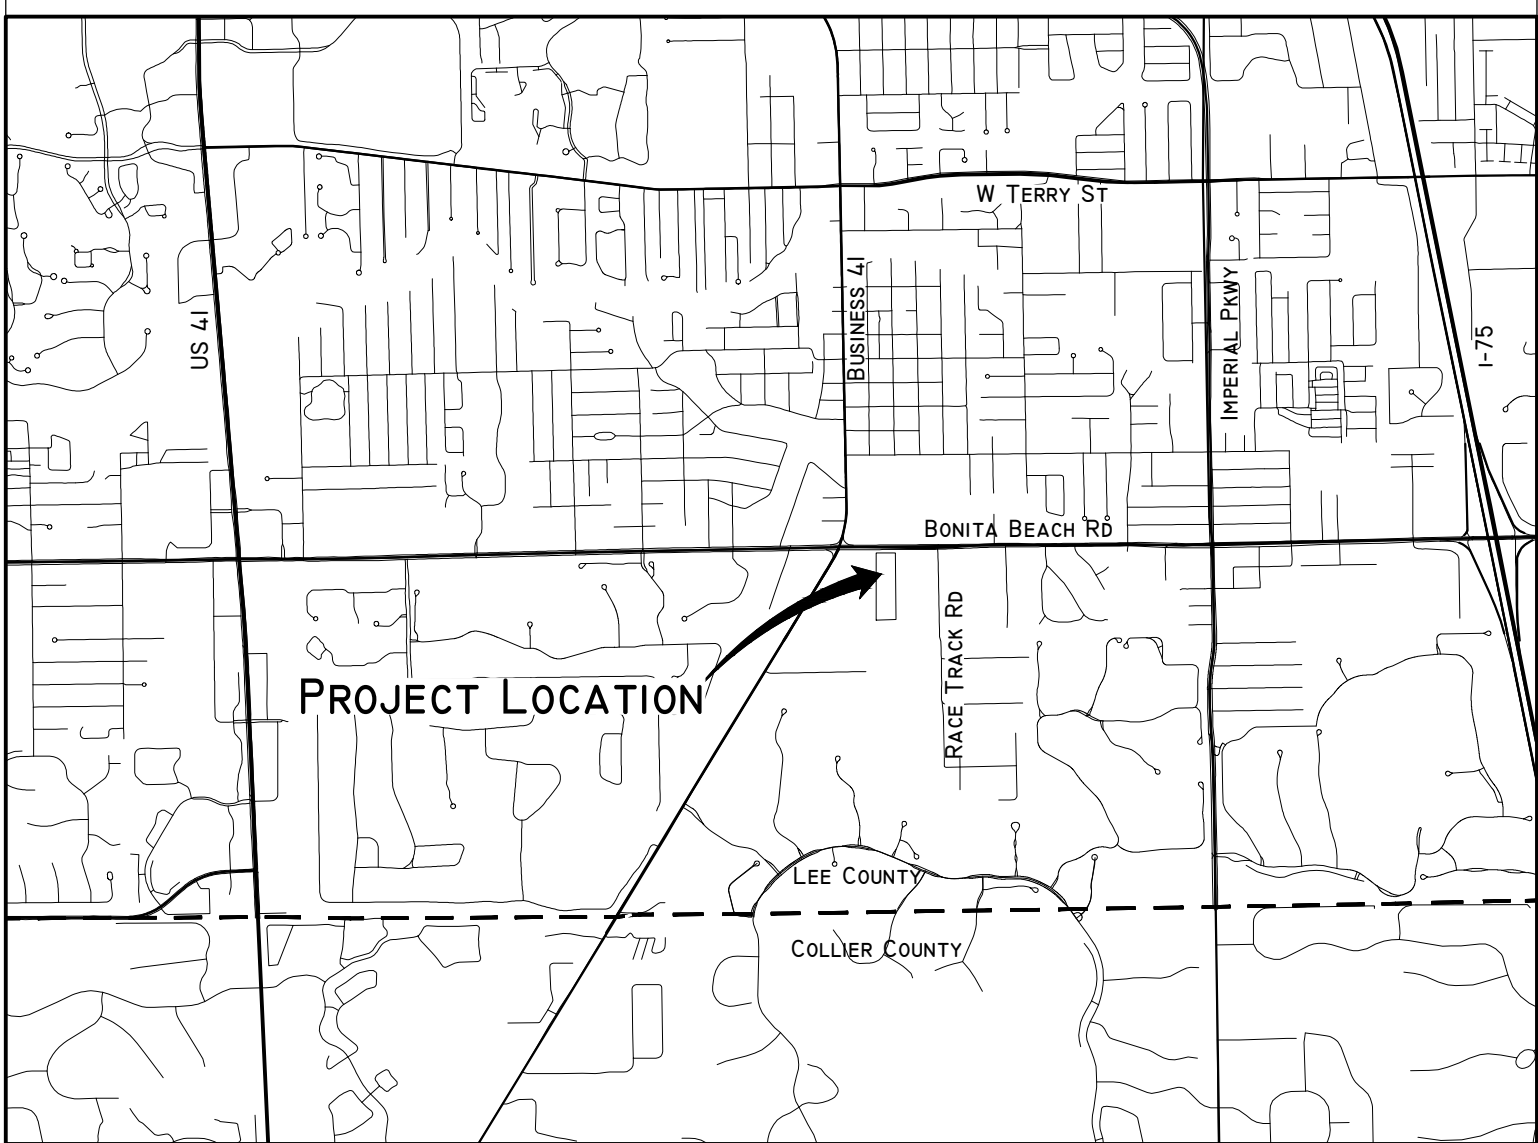 W TERRY ST
US 41
BUSINESS 41
IMPERIAL PKWY
I-75
BONITA BEACH RD
RACE TRACK RD
PROJECT LOCATION
LEE COUNTY
COLLIER COUNTY